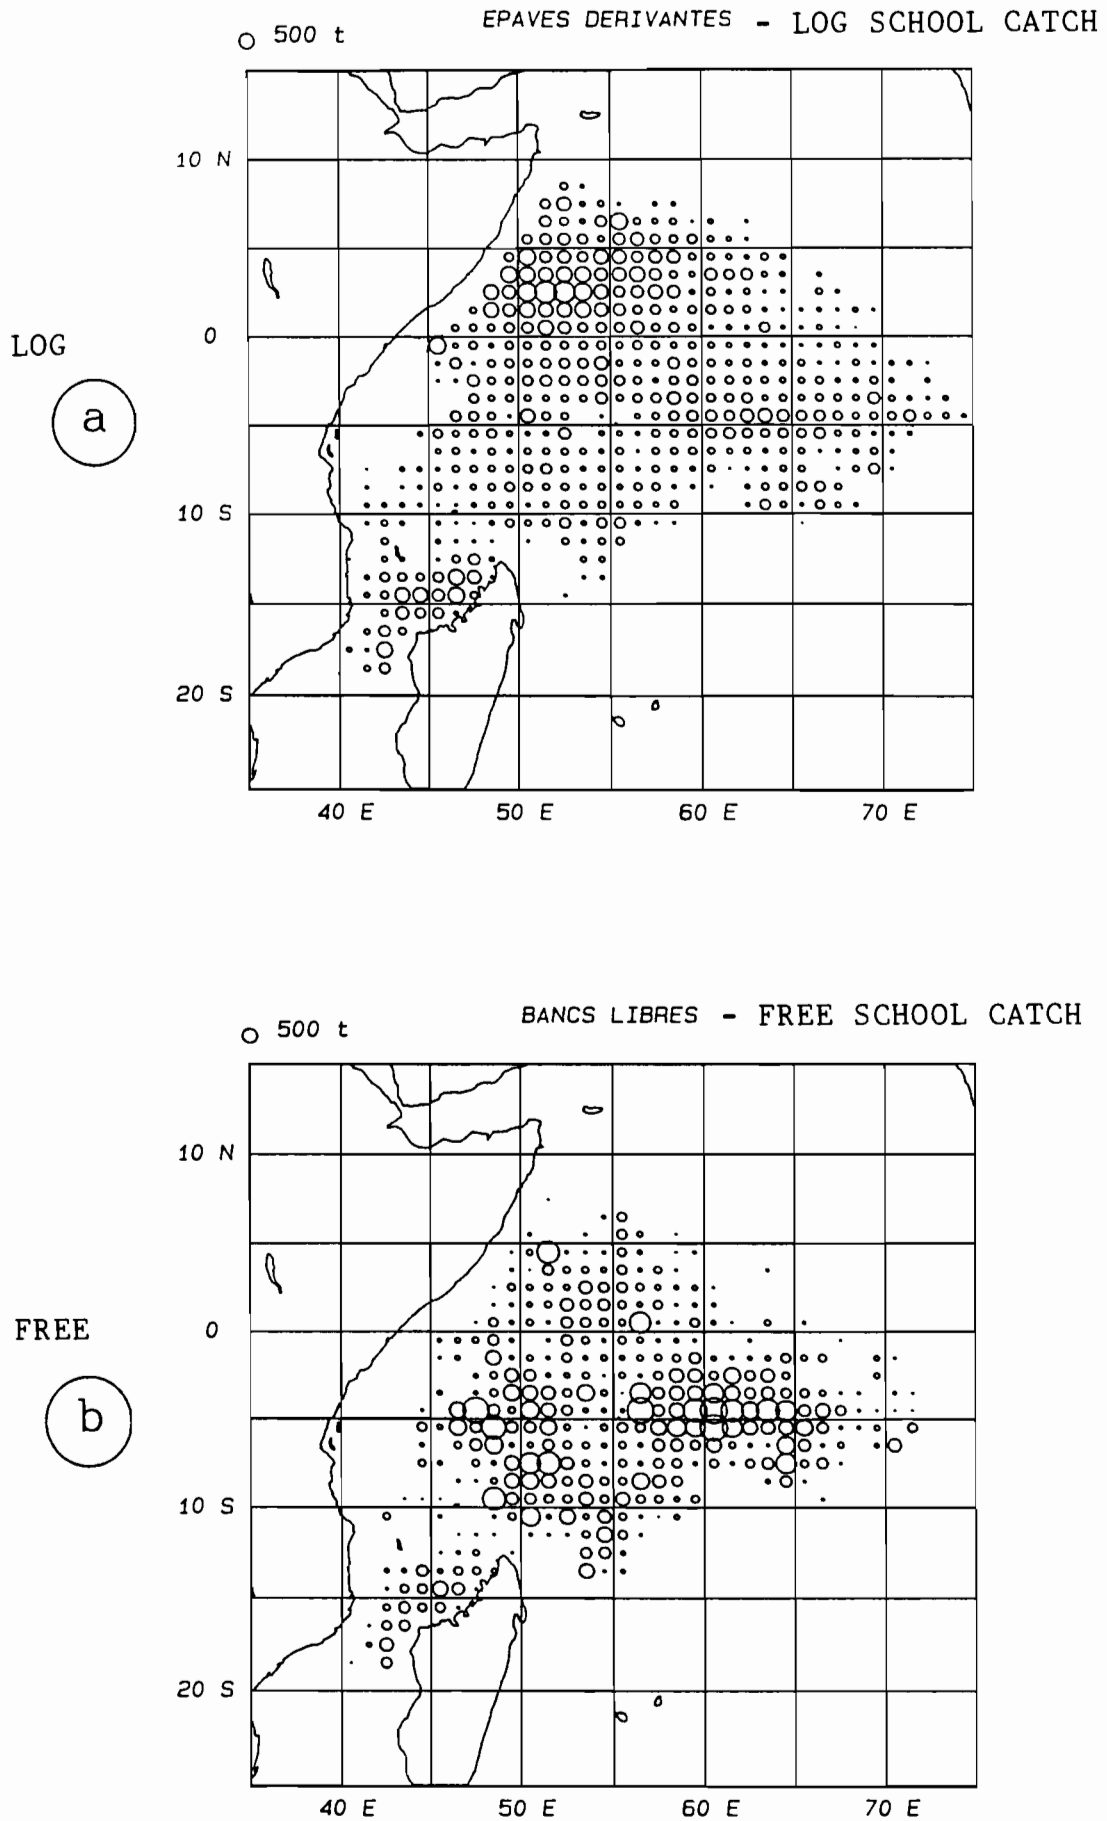 EPAVES DERIVANTES - LOG SCHOOL CATCH
500 t
10 N
0
LOG
a
10 S
20 S
40 E 50 E 60 E 70 E
BANCS LIBRES - FREE SCHOOL CATCH
500 t
10 N
0
FREE
b
10 S
20 S
40 E 50 E 60 E 70 E